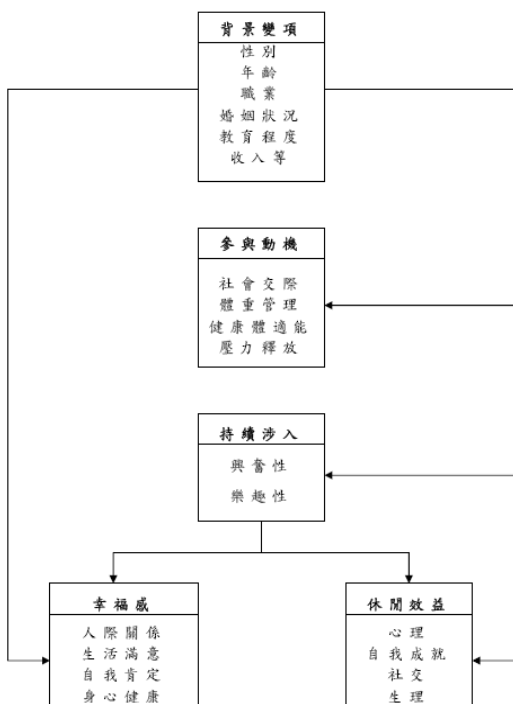 背景變項
性別
年齡
職業
婚姻狀況
教育程度
收入等
參與動機
社會交際
體重管理
健康體適能
壓力釋放
持續涉入
興奮性
樂趣性
幸福感
人際關係
生活滿意
自我肯定
身心健康
休閒效益
心理
自我成就
社交
生理